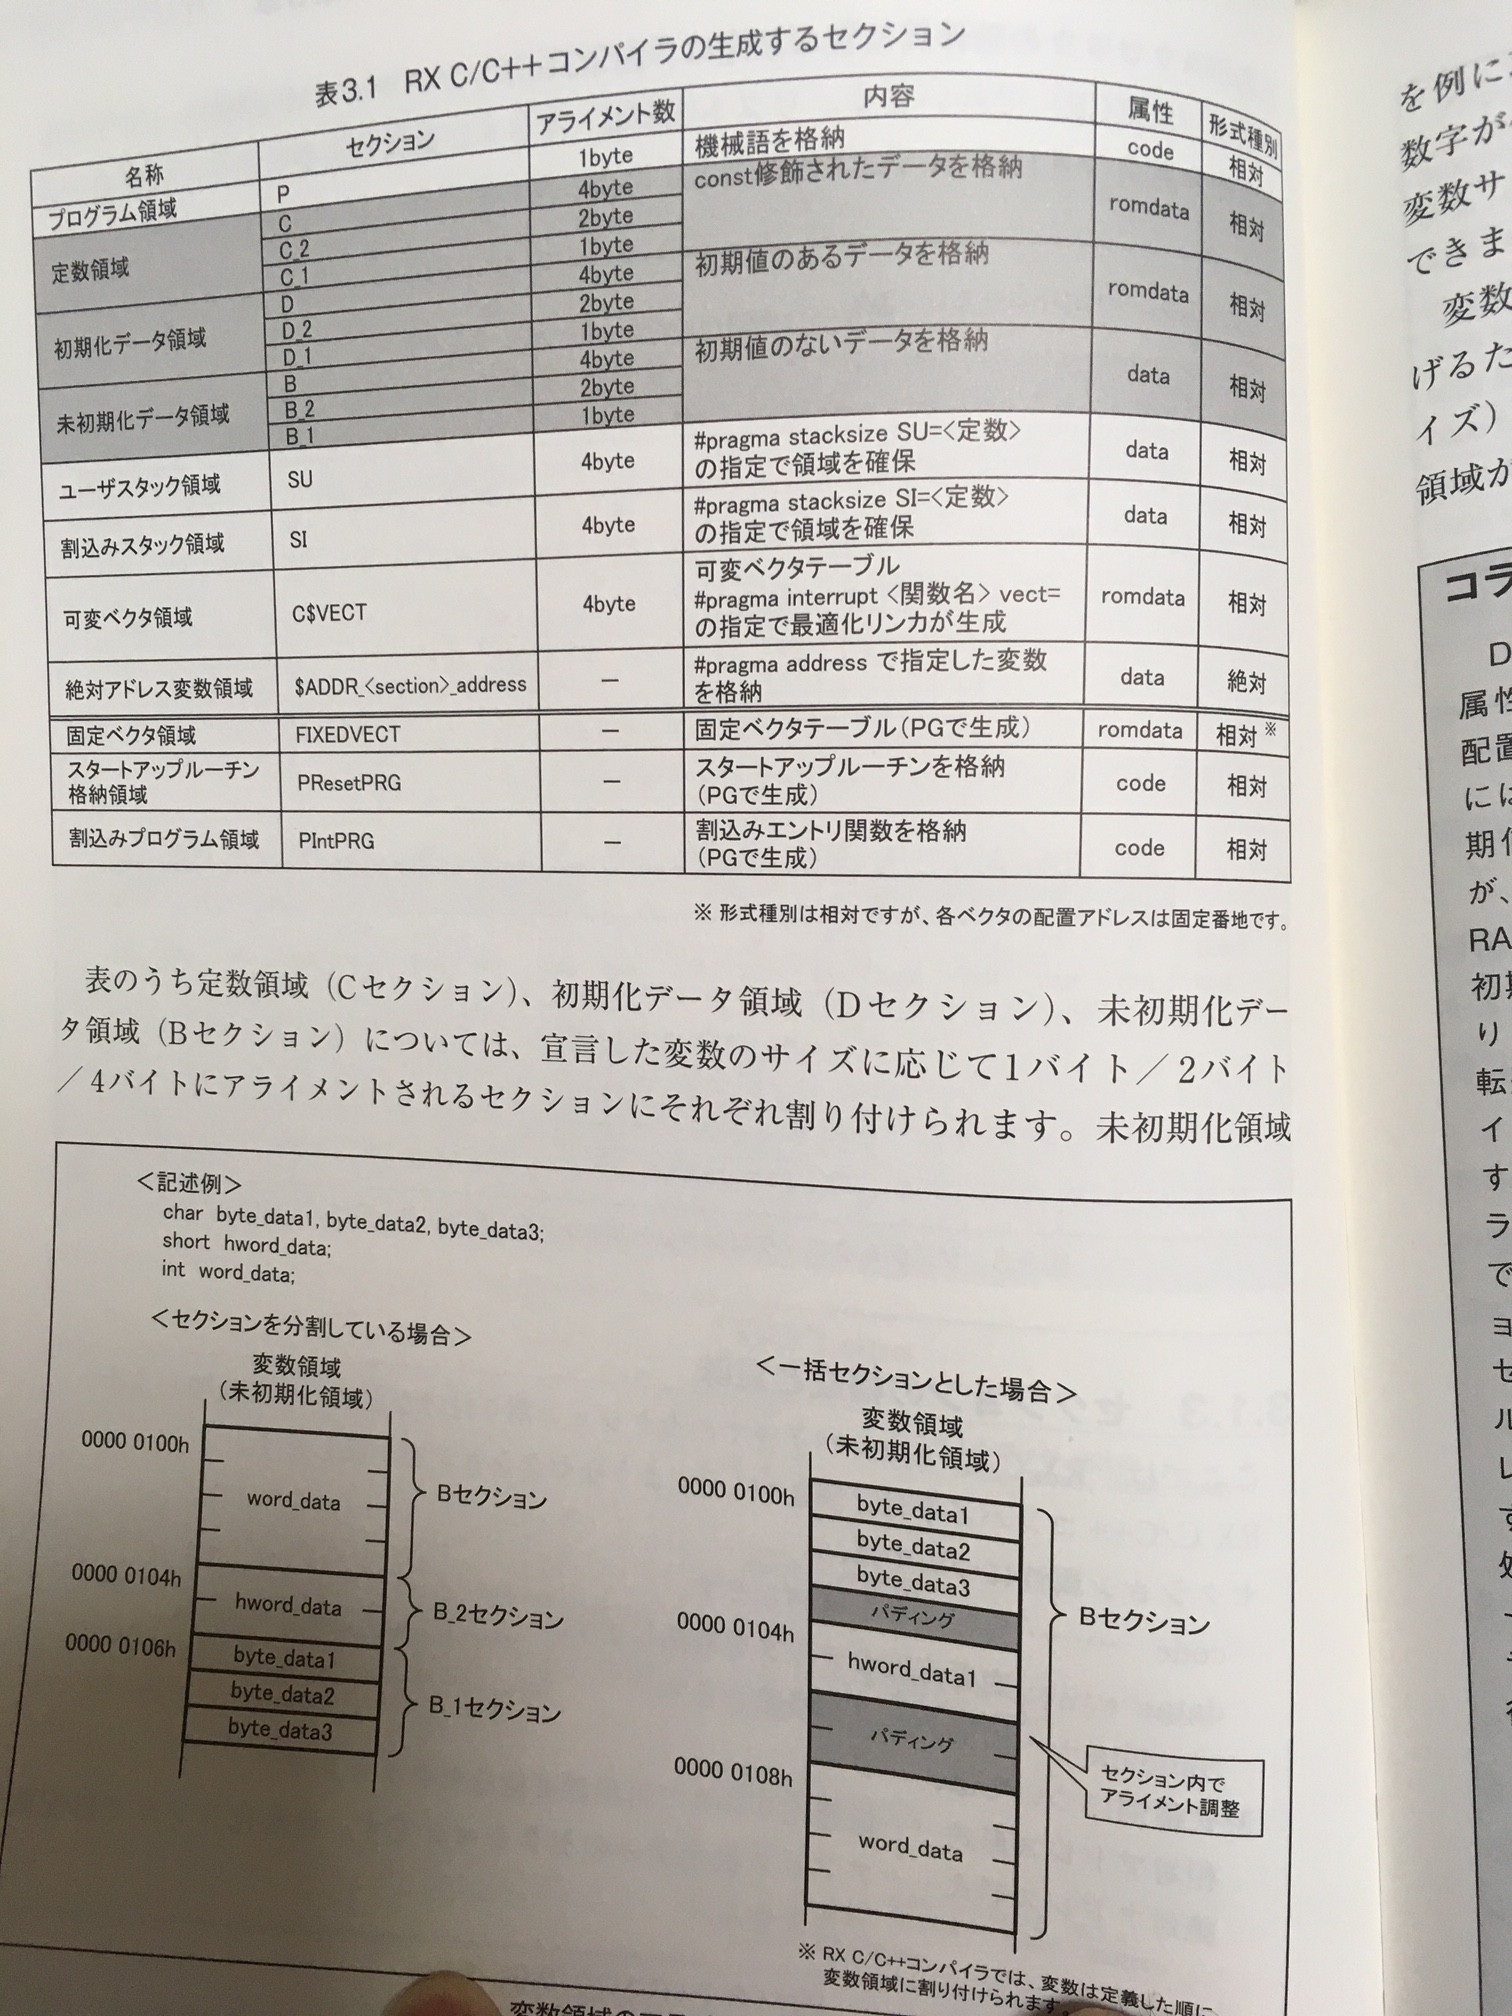 表3.1 RX C/C++コンパイラの生成するセクション
名称 セクション アライメント数 内容 属性 形式種別
プログラム領域 P 1byte 機械語を格納 code 相対
定数領域 C 4byte const修飾されたデータを格納 romdata 相対
C_2 2byte
C_1 1byte
初期化データ領域 D 4byte 初期値のあるデータを格納 romdata 相対
D_2 2byte
D_1 1byte
未初期化データ領域 B 4byte 初期値のないデータを格納 data 相対
B_2 2byte
B_1 1byte
ユーザスタック領域 SU 4byte #pragma stacksize SU=<定数>
の指定で領域を確保 data 相対
割込みスタック領域 SI 4byte #pragma stacksize SI=<定数>
の指定で領域を確保 data 相対
可変ベクタ領域 C$VECT 4byte 可変ベクタテーブル
#pragma interrupt <関数名> vect=
の指定で最適化リンカが生成 romdata 相対
絶対アドレス変数領域 $ADDR_<section>_address — #pragma address で指定した変数
を格納 data 絶対
固定ベクタ領域 FIXEDVECT — 固定ベクタテーブル(PGで生成) romdata 相対※
スタートアップルーチン
格納領域 PResetPRG — スタートアップルーチンを格納
(PGで生成) code 相対
割込みプログラム領域 PIntPRG — 割込みエントリ関数を格納
(PGで生成) code 相対
※ 形式種別は相対ですが、各ベクタの配置アドレスは固定番地です。
表のうち定数領域(Cセクション)、初期化データ領域(Dセクション)、未初期化デー
タ領域(Bセクション)については、宣言した変数のサイズに応じて1バイト/2バイト
/4バイトにアライメントされるセクションにそれぞれ割り付けられます。未初期化領域
<記述例>
char byte_data1, byte_data2, byte_data3;
short hword_data;
int word_data;
<セクションを分割している場合>
変数領域
(未初期化領域)
0000 0100h
word_data
Bセクション
0000 0104h
hword_data
B_2セクション
0000 0106h
byte_data1
byte_data2
B_1セクション
byte_data3
<一括セクションとした場合>
変数領域
(未初期化領域)
0000 0100h
byte_data1
byte_data2
byte_data3
パディング
0000 0104h
Bセクション
hword_data1
パディング
0000 0108h
セクション内で
アライメント調整
word_data
※ RX C/C++コンパイラでは、変数は定義した順に
変数領域に割り付けられます。
を例に
数字が
変数サ
できま
変数
げるた
イズ)
領域が
コラ
D
属性
配置
には
期化
が、
RA
初期
り
転
イ
す
ラ
で
ョ
セ
ル
レ
す
処